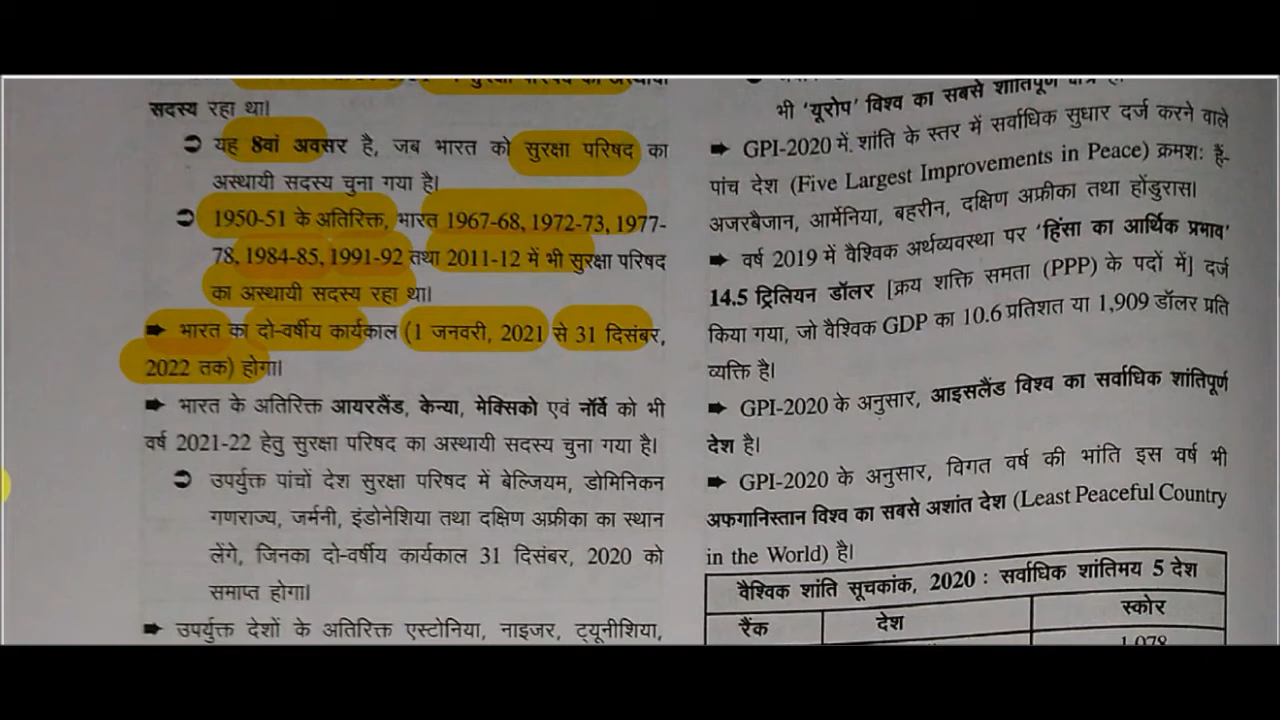 सुरक्षा परिषद का अस्थायी
सदस्य रहा था।
➲ यह 8वां अवसर है, जब भारत को सुरक्षा परिषद का
अस्थायी सदस्य चुना गया है।
➲ 1950-51 के अतिरिक्त, भारत 1967-68, 1972-73, 1977-
78, 1984-85, 1991-92 तथा 2011-12 में भी सुरक्षा परिषद
का अस्थायी सदस्य रहा था।
➨ भारत का दो-वर्षीय कार्यकाल (1 जनवरी, 2021 से 31 दिसंबर,
2022 तक) होगा।
➨ भारत के अतिरिक्त आयरलैंड, केन्या, मेक्सिको एवं नॉर्वे को भी
वर्ष 2021-22 हेतु सुरक्षा परिषद का अस्थायी सदस्य चुना गया है।
➲ उपर्युक्त पांचों देश सुरक्षा परिषद में बेल्जियम, डोमिनिकन
गणराज्य, जर्मनी, इंडोनेशिया तथा दक्षिण अफ्रीका का स्थान
लेंगे, जिनका दो-वर्षीय कार्यकाल 31 दिसंबर, 2020 को
समाप्त होगा।
➨ उपर्युक्त देशों के अतिरिक्त एस्टोनिया, नाइजर, ट्यूनीशिया,
भी ‘यूरोप’ विश्व का सबसे शांतिपूर्ण
➨ GPI-2020 में शांति के स्तर में सर्वाधिक सुधार दर्ज करने वाले
पांच देश (Five Largest Improvements in Peace) क्रमशः हैं-
अजरबैजान, आर्मेनिया, बहरीन, दक्षिण अफ्रीका तथा होंडुरास।
➨ वर्ष 2019 में वैश्विक अर्थव्यवस्था पर ‘हिंसा का आर्थिक प्रभाव’
14.5 ट्रिलियन डॉलर [क्रय शक्ति समता (PPP) के पदों में] दर्ज
किया गया, जो वैश्विक GDP का 10.6 प्रतिशत या 1,909 डॉलर प्रति
व्यक्ति है।
➨ GPI-2020 के अनुसार, आइसलैंड विश्व का सर्वाधिक शांतिपूर्ण
देश है।
➨ GPI-2020 के अनुसार, विगत वर्ष की भांति इस वर्ष भी
अफगानिस्तान विश्व का सबसे अशांत देश (Least Peaceful Country
in the World) है।
वैश्विक शांति सूचकांक, 2020 : सर्वाधिक शांतिमय 5 देश
रैंक देश स्कोर
1.078